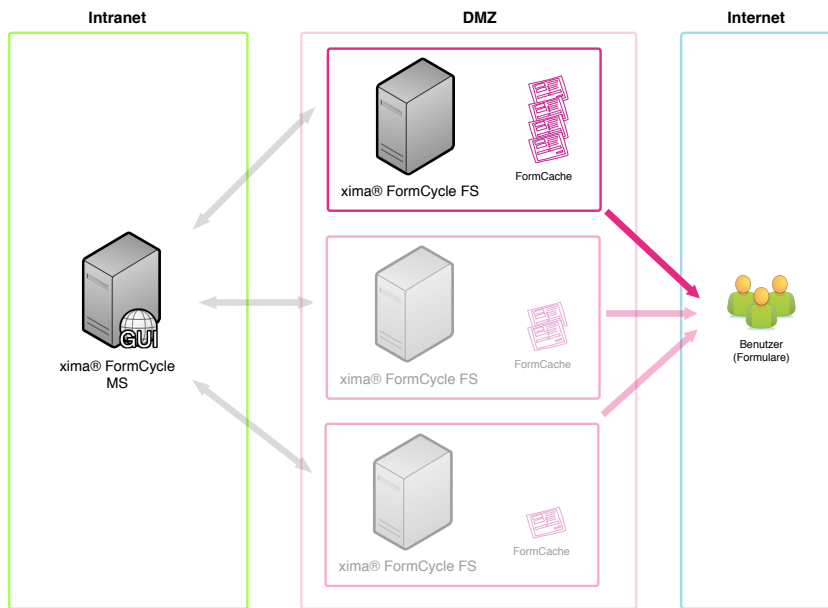 Intranet
DMZ
Internet
xima® FormCycle FS
FormCache
GUI
xima® FormCycle
MS
xima® FormCycle FS
FormCache
Benutzer
(Formulare)
xima® FormCycle FS
FormCache